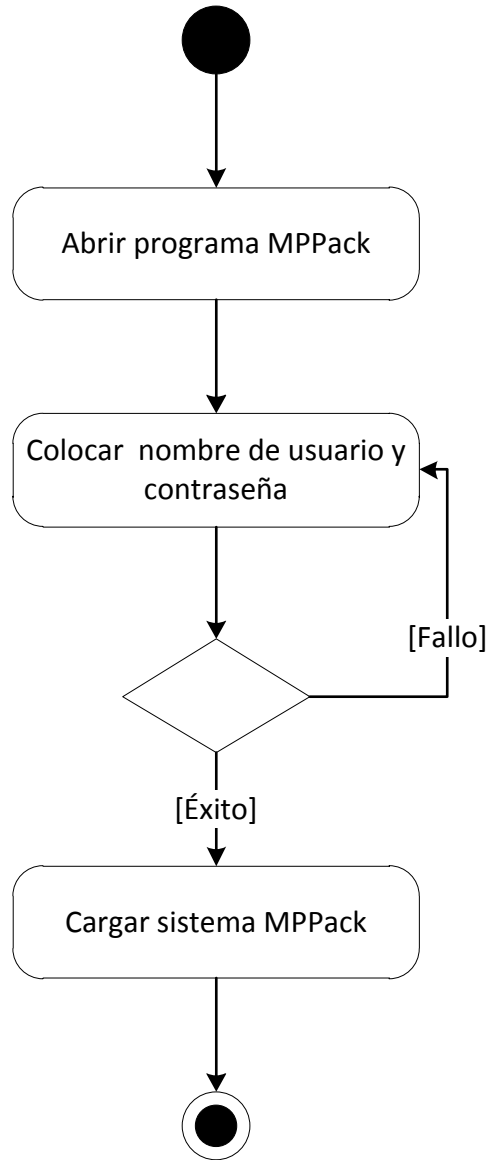 Abrir programa MPPack
Colocar  nombre de usuario y
contraseña
[Fallo]
[Éxito]
Cargar sistema MPPack